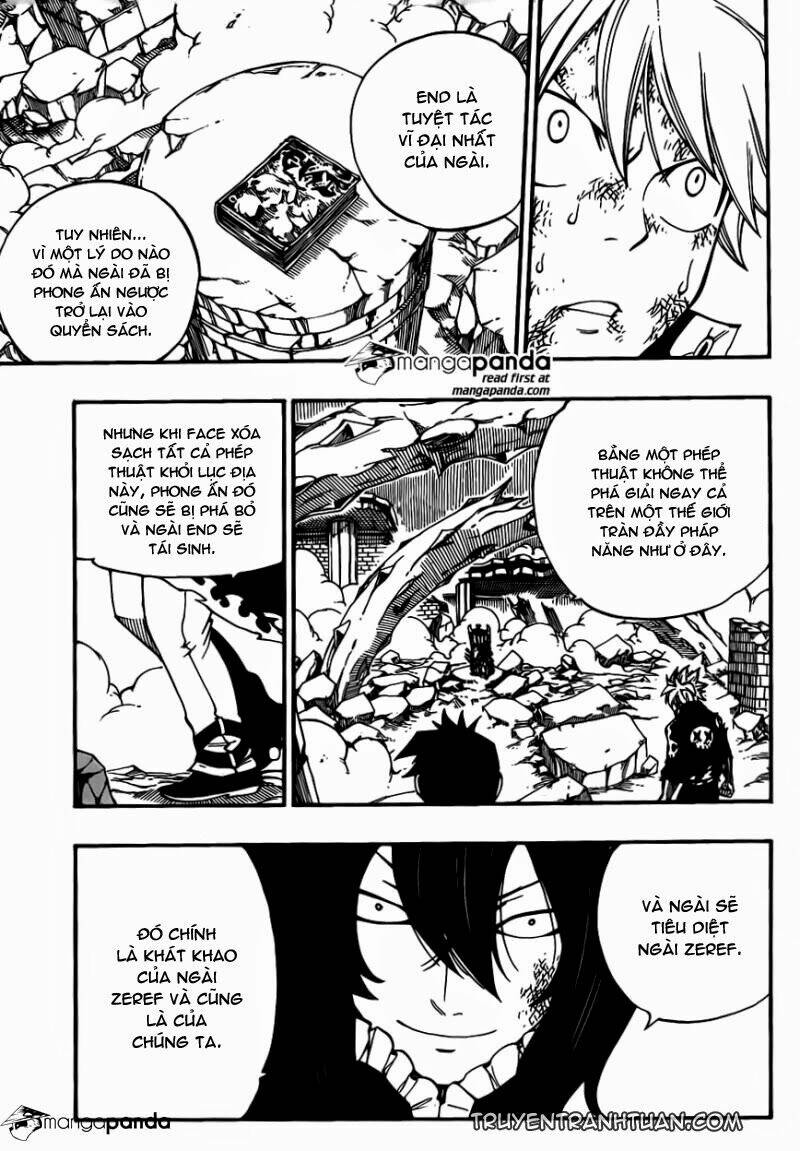 END LÀ
TUYỆT TÁC
VĨ ĐẠI NHẤT
CỦA NGÀI.
TUY NHIÊN...
VÌ MỘT LÝ DO NÀO
ĐÓ MÀ NGÀI ĐÃ BỊ
PHONG ẤN NGƯỢC
TRỞ LẠI VÀO
QUYỂN SÁCH.
mangapanda
read first at
mangapanda.com
BẰNG MỘT PHÉP
THUẬT KHÔNG THỂ
PHÁ GIẢI NGAY CẢ
TRÊN MỘT THẾ GIỚI
TRÀN ĐẦY PHÁP
NĂNG NHƯ Ở ĐÂY.
NHƯNG KHI FACE XÓA
SẠCH TẤT CẢ PHÉP
THUẬT KHỎI LỤC ĐỊA
NÀY, PHONG ẤN ĐÓ
CŨNG SẼ BỊ PHÁ BỎ
VÀ NGÀI END SẼ
TÁI SINH.
VÀ NGÀI SẼ
TIÊU DIỆT
NGÀI ZEREF.
ĐÓ CHÍNH
LÀ KHÁT KHAO
CỦA NGÀI
ZEREF VÀ CŨNG
LÀ CỦA
CHÚNG TA.
mangapanda
TRUYENTRANHTUAN.COM